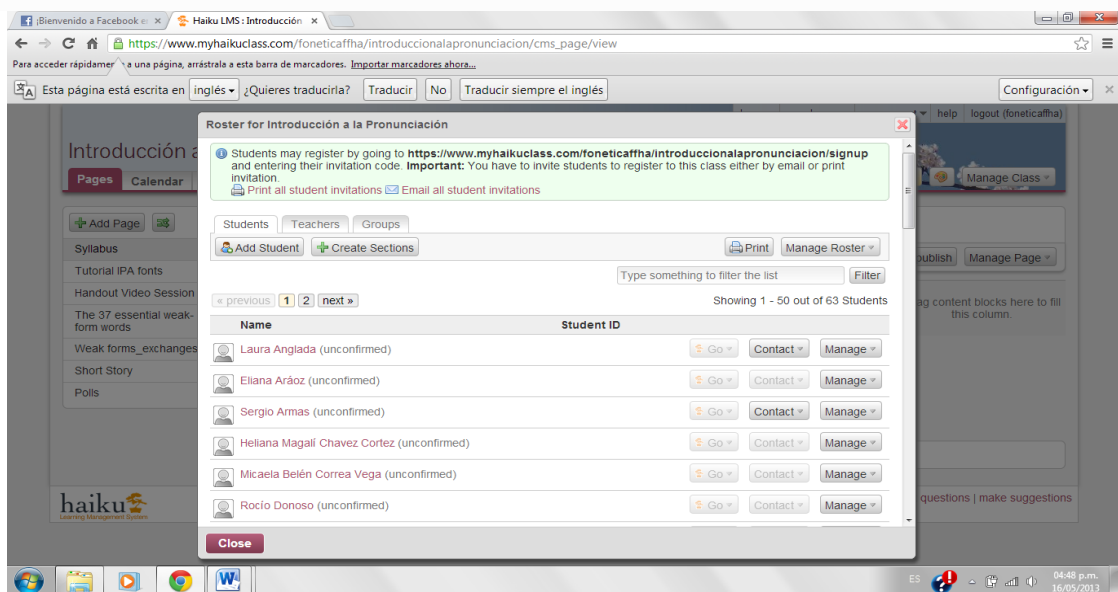 ¡Bienvenido a Facebook e:
Haiku LMS : Introducción
https://www.myhaikuclass.com/foneticaffha/introduccionalapronunciacion/cms_page/view
a una página, arrástrala a esta barra de marcadores. Importar marcadores ahora...
Esta página está escrita en inglés ¿Quieres traducirla? Traducir No Traducir siempre el inglés Configuración
help logout (foneticaffha)
Roster for Introducción a la Pronunciación
Introducción a
Pages Calendar
Manage Class
Students may register by going to https://www.myhaikuclass.com/foneticaffha/introduccionalapronunciacion/signup
and entering their invitation code. Important: You have to invite students to register to this class either by email or print
invitation.
Print all student invitations Email all student invitations
Add Page
Syllabus
Tutorial IPA fonts
Handout Video Session
The 37 essential weak-
form words
Weak forms_exchanges
Short Story
Polls
Students Teachers Groups
Add Student Create Sections Print Manage Roster
Type something to filter the list Filter
« previous 1 2 next » Showing 1 - 50 out of 63 Students
Name Student ID
Laura Anglada (unconfirmed) Go Contact Manage
Eliana Aráoz (unconfirmed) Go Contact Manage
Sergio Armas (unconfirmed) Go Contact Manage
Heliana Magalí Chavez Cortez (unconfirmed) Go Contact Manage
Micaela Belén Correa Vega (unconfirmed) Go Contact Manage
Rocío Donoso (unconfirmed) Go Contact Manage
Close
ublish Manage Page
ag content blocks here to fill
this column.
haiku
Learning Management System
questions | make suggestions
ES
04:48 p.m.
16/05/2013